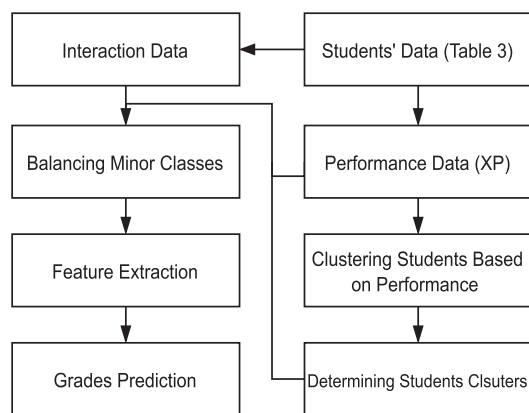 Interaction Data
Students' Data (Table 3)
Balancing Minor Classes
Performance Data (XP)
Feature Extraction
Clustering Students Based
on Performance
Grades Prediction
Determining Students Clsuters